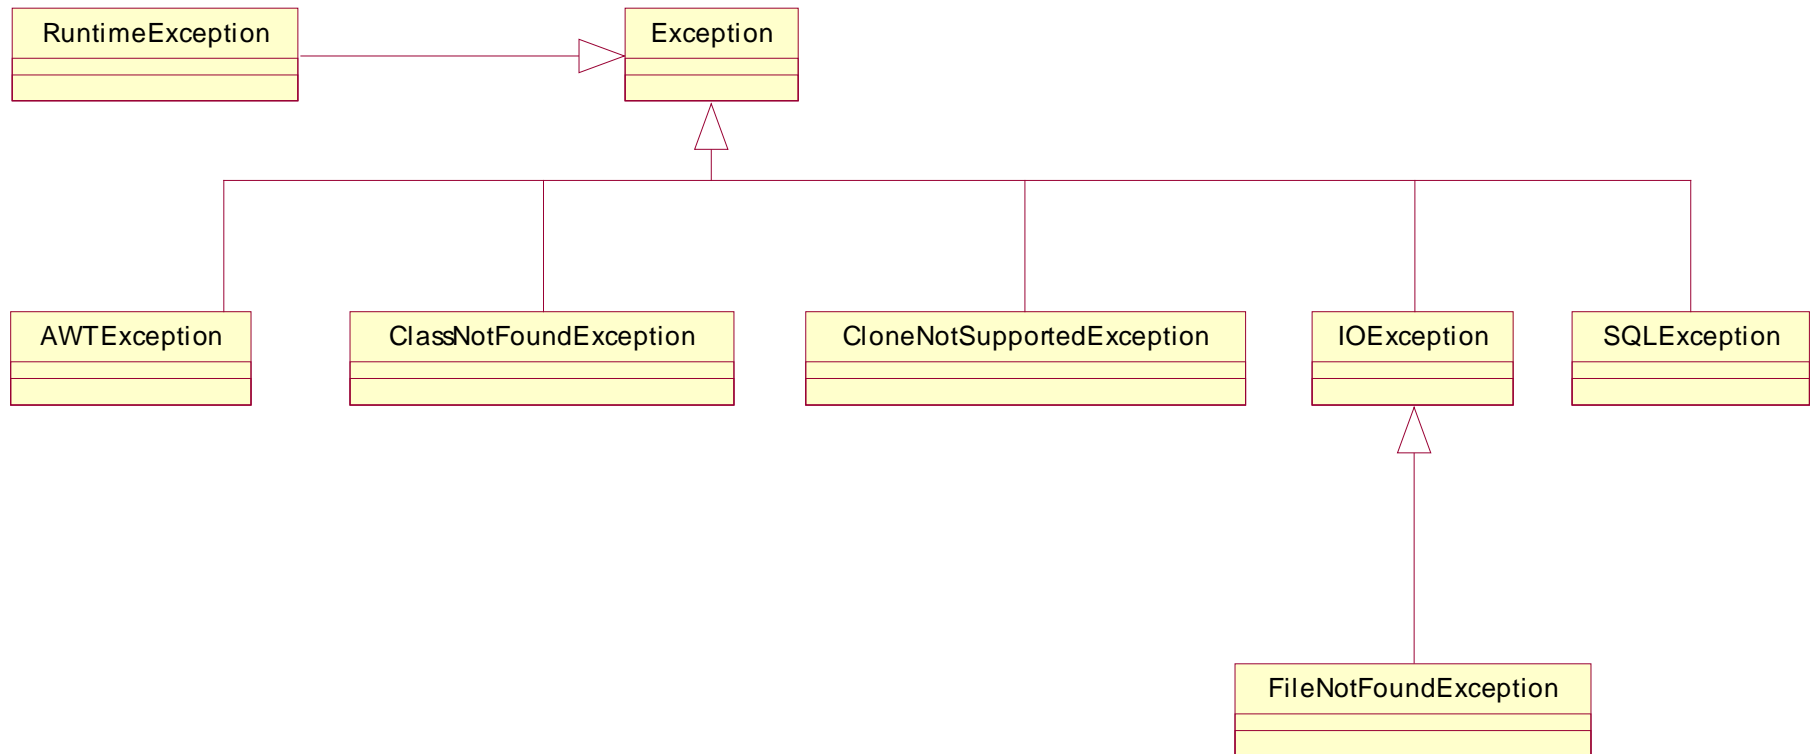 RuntimeException
Exception
AWTException
ClassNotFoundException
CloneNotSupportedException
IOException
SQLException
FileNotFoundException